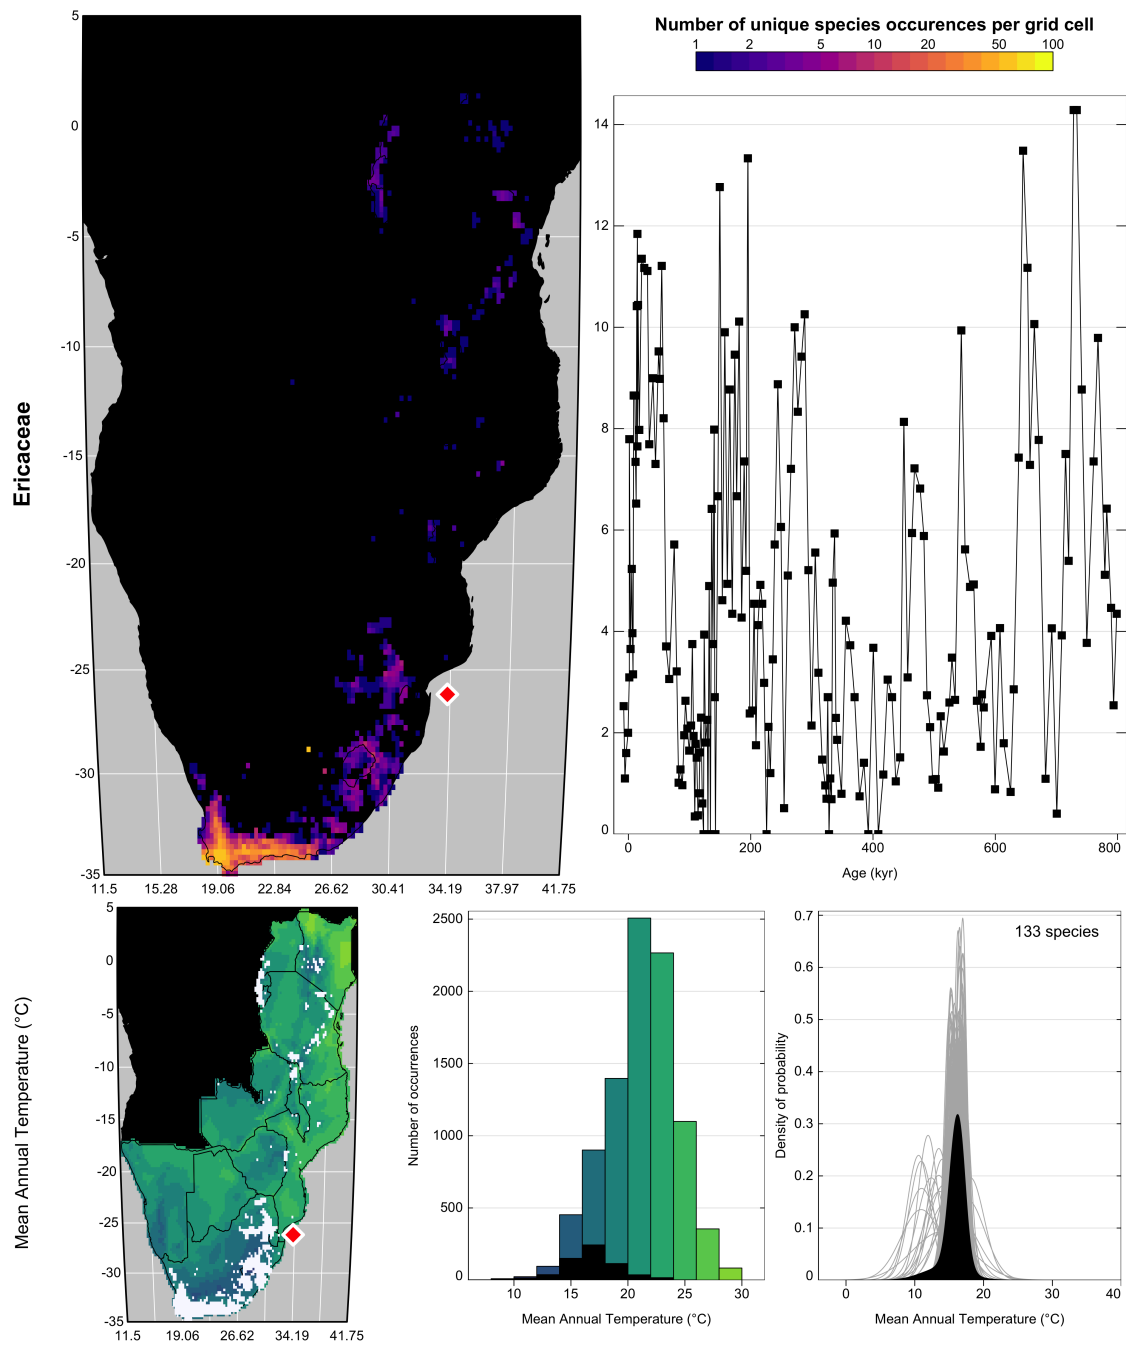 Number of unique species occurences per grid cell
1 2 5 10 20 50 100
Ericaceae
5
0
-5
-10
-15
-20
-25
-30
-35
11.5 15.28 19.06 22.84 26.62 30.41 34.19 37.97 41.75
14
12
10
8
6
4
2
0
0 200 400 600 800
Age (kyr)
Mean Annual Temperature (°C)
5
0
-5
-10
-15
-20
-25
-30
-35
11.5 19.06 26.62 34.19 41.75
Number of occurrences
2500
2000
1500
1000
500
0
10 15 20 25 30
Mean Annual Temperature (°C)
Density of probability
133 species
0.7
0.6
0.5
0.4
0.3
0.2
0.1
0
0 10 20 30 40
Mean Annual Temperature (°C)